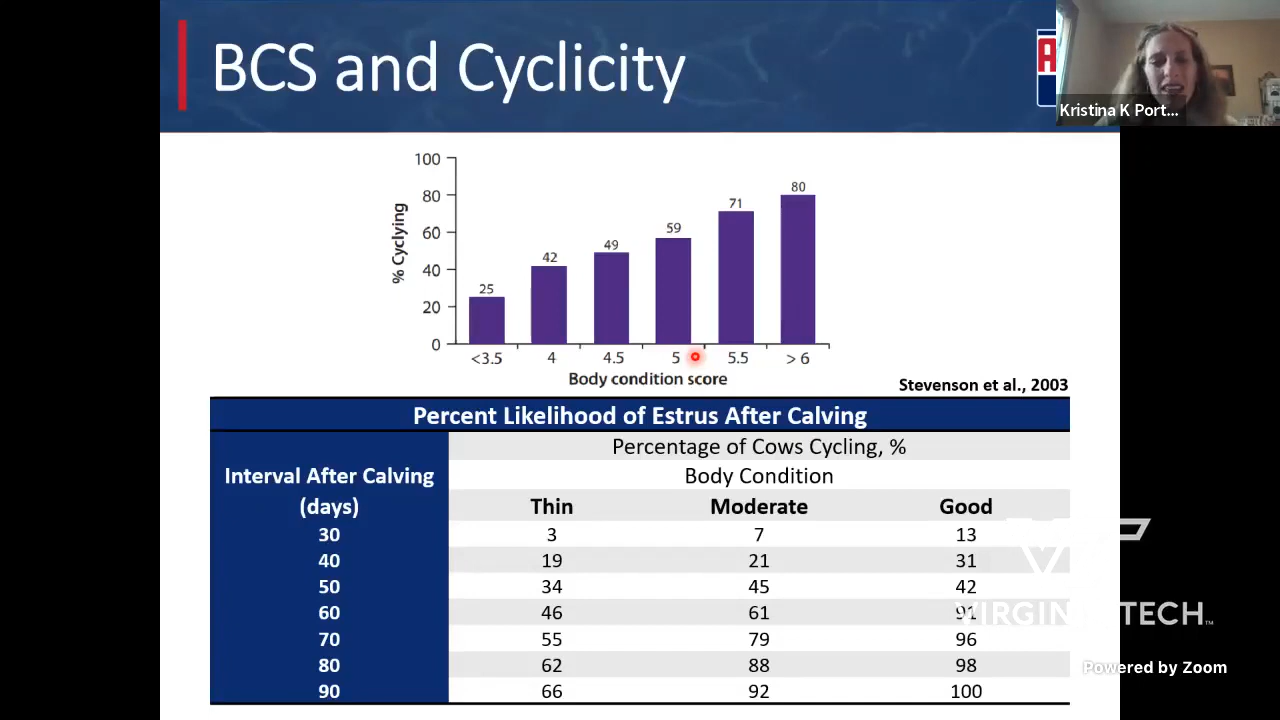 BCS and Cyclicity
A
Kristina K Port...
100
80
60
40
20
0
% Cyclying
25
42
49
59
71
80
<3.5 4 4.5 5 5.5 > 6
Body condition score
Stevenson et al., 2003
Percent Likelihood of Estrus After Calving
Percentage of Cows Cycling, %
Interval After Calving
(days)
Body Condition
Thin Moderate Good
30 3 7 13
40 19 21 31
50 34 45 42
60 46 61 91
70 55 79 96
80 62 88 98
90 66 92 100
VIRGINIA TECH™
Powered by Zoom